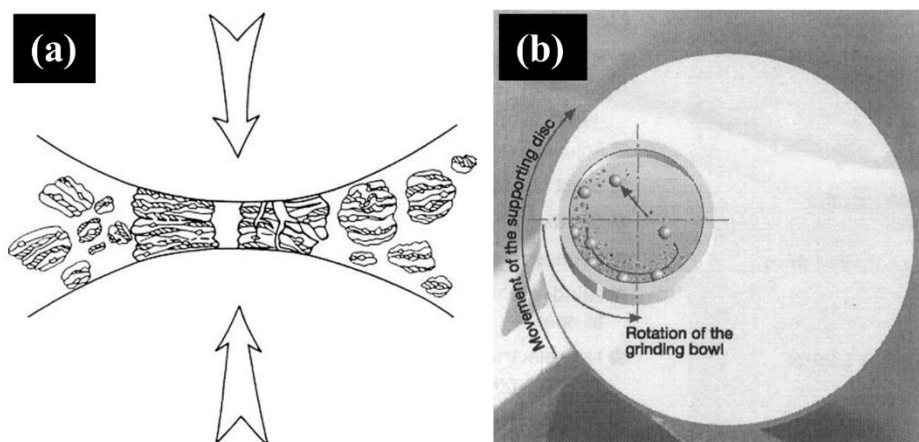 (a)
(b)
Movement of the supporting disc
Rotation of the
grinding bowl